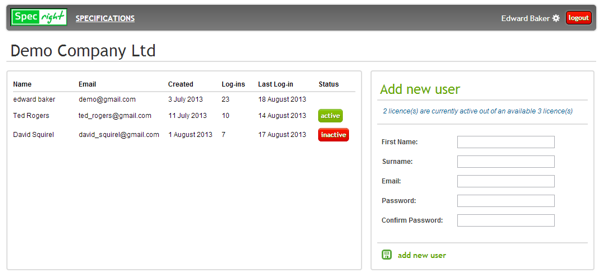 Spec right SPECIFICATIONS Edward Baker logout
Demo Company Ltd
Name Email Created Log-ins Last Log-in Status
edward baker demo@gmail.com 3 July 2013 23 18 August 2013
Ted Rogers ted_rogers@gmail.com 11 July 2013 10 14 August 2013 active
David Squirel david_squirel@gmail.com 1 August 2013 7 17 August 2013 inactive
Add new user
2 licence(s) are currently active out of an available 3 licence(s)
First Name:
Surname:
Email:
Password:
Confirm Password:
add new user